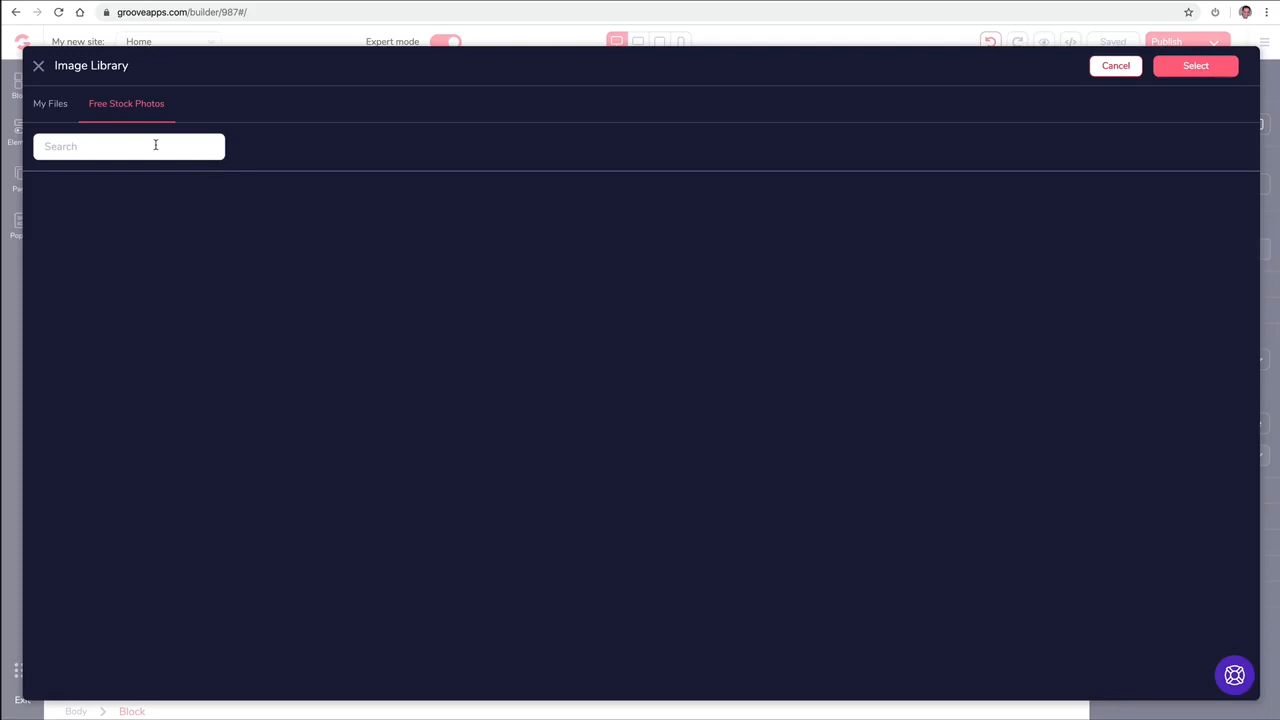 grooveapps.com/builder/987#/
My new site:
Home
Expert mode
Saved
Publish
Image Library
Cancel
Select
My Files
Free Stock Photos
Search
Body
Block